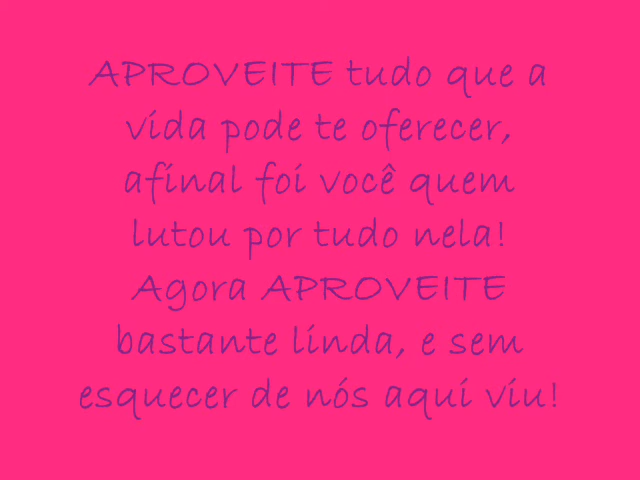 APROVEITE tudo que a
vida pode te oferecer,
afinal foi você quem
lutou por tudo nela!
Agora APROVEITE
bastante linda, e sem
esquecer de nós aqui viu!